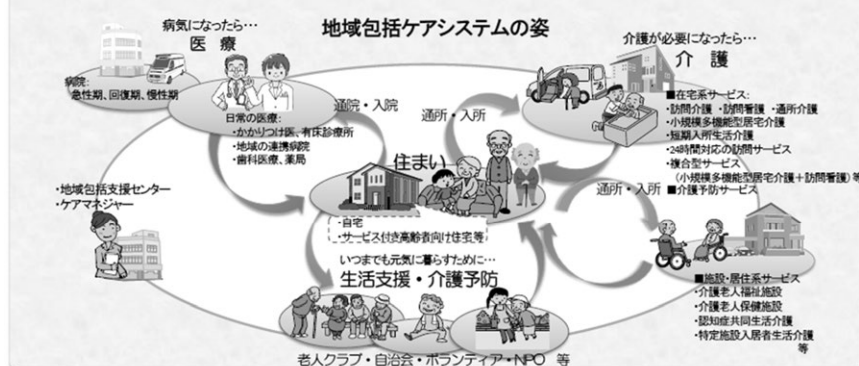 地域包括ケアシステムの姿
病気になったら…
医療
病院:
急性期、回復期、慢性期
日常の医療:
・かかりつけ医、有床診療所
・地域の連携病院
・歯科医療、薬局
通院・入院
通所・入所
介護が必要になったら…
介護
■在宅系サービス:
・訪問介護 ・訪問看護 ・通所介護
・小規模多機能型居宅介護
・短期入所生活介護
・24時間対応の訪問サービス
・複合型サービス
(小規模多機能型居宅介護+訪問看護)等
■介護予防サービス
通所・入所
住まい
・自宅
・サービス付き高齢者向け住宅等
・地域包括支援センター
・ケアマネジャー
いつまでも元気に暮らすために…
生活支援・介護予防
老人クラブ・自治会・ボランティア・NPO 等
■施設・居住系サービス
・介護老人福祉施設
・介護老人保健施設
・認知症共同生活介護
・特定施設入居者生活介護
等